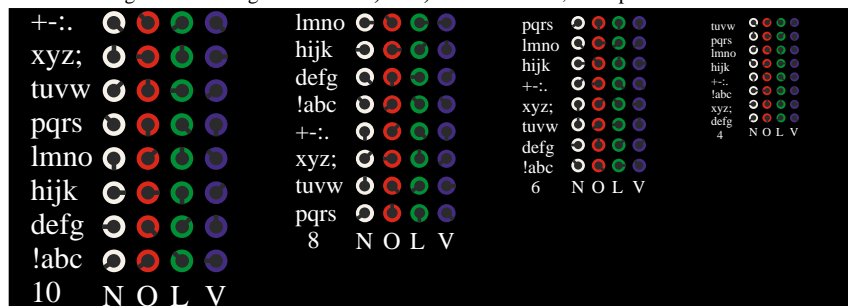 +-:.
xyz;
tuvw
pqrs
lmno
hijk
defg
!abc
10 N O L V
lmno
hijk
defg
!abc
+-:.
xyz;
tuvw
pqrs
8 N O L V
pqrs
lmno
hijk
+-:.
xyz;
tuvw
defg
!abc
6 N O L V
tuvw
pqrs
lmno
hijk
+-:.
!abc
xyz;
defg
4 N O L V